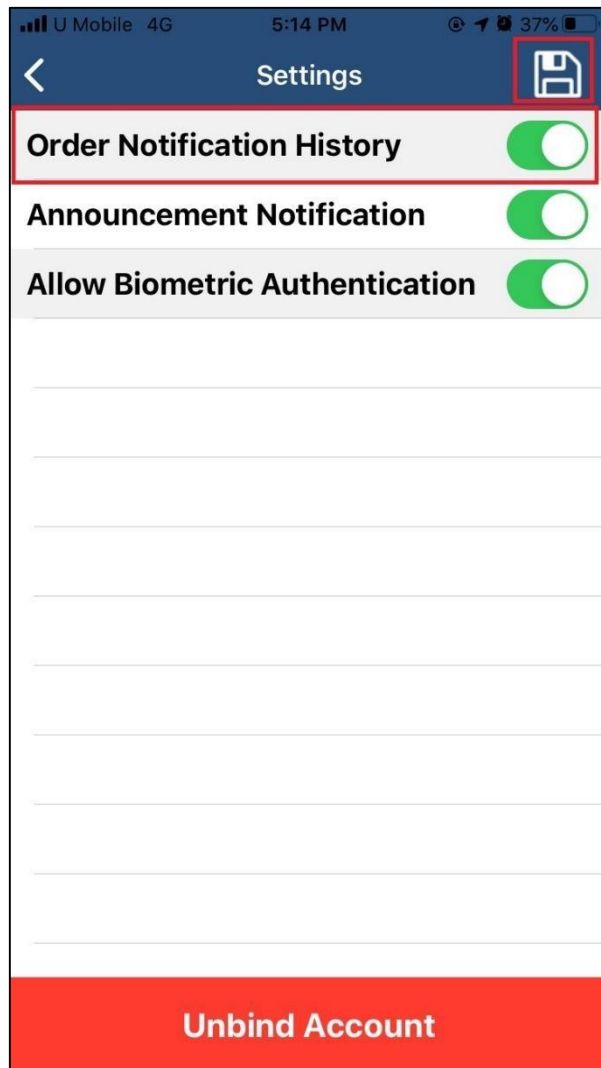 U Mobile 4G 5:14 PM 37%
Settings
Order Notification History
Announcement Notification
Allow Biometric Authentication
Unbind Account